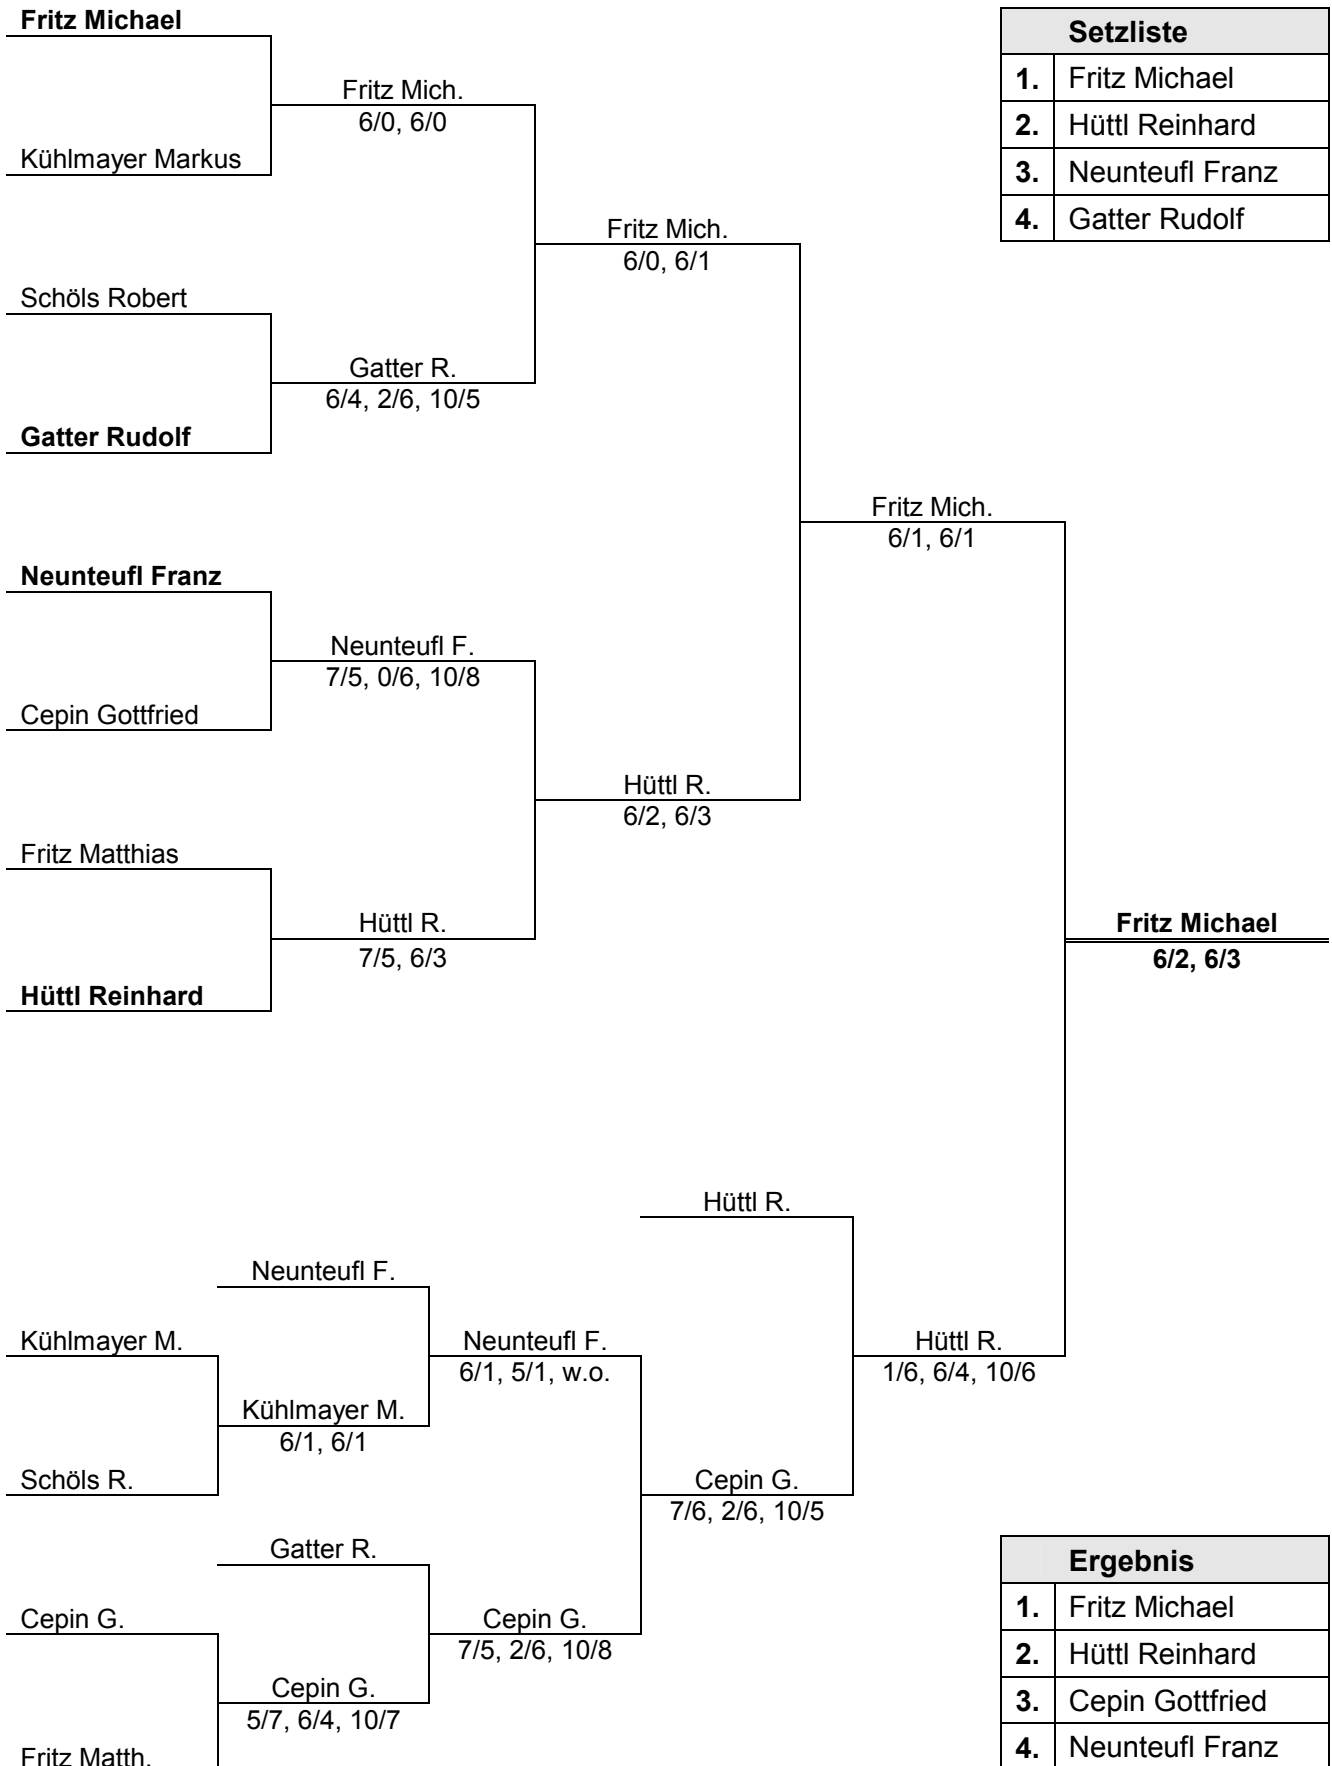 Fritz Michael
Setzliste
1. Fritz Michael
2. Hüttl Reinhard
3. Neunteufl Franz
4. Gatter Rudolf
Fritz Mich.
6/0, 6/0
Kühlmayer Markus
Fritz Mich.
6/0, 6/1
Schöls Robert
Gatter R.
6/4, 2/6, 10/5
Gatter Rudolf
Fritz Mich.
6/1, 6/1
Neunteufl Franz
Neunteufl F.
7/5, 0/6, 10/8
Cepin Gottfried
Hüttl R.
6/2, 6/3
Fritz Matthias
Hüttl R.
7/5, 6/3
Hüttl Reinhard
Fritz Michael
6/2, 6/3
Hüttl R.
Neunteufl F.
Kühlmayer M.
Neunteufl F.
6/1, 5/1, w.o.
Hüttl R.
1/6, 6/4, 10/6
Kühlmayer M.
6/1, 6/1
Schöls R.
Cepin G.
7/6, 2/6, 10/5
Gatter R.
Cepin G.
Cepin G.
7/5, 2/6, 10/8
Cepin G.
5/7, 6/4, 10/7
Fritz Matth.
Ergebnis
1. Fritz Michael
2. Hüttl Reinhard
3. Cepin Gottfried
4. Neunteufl Franz